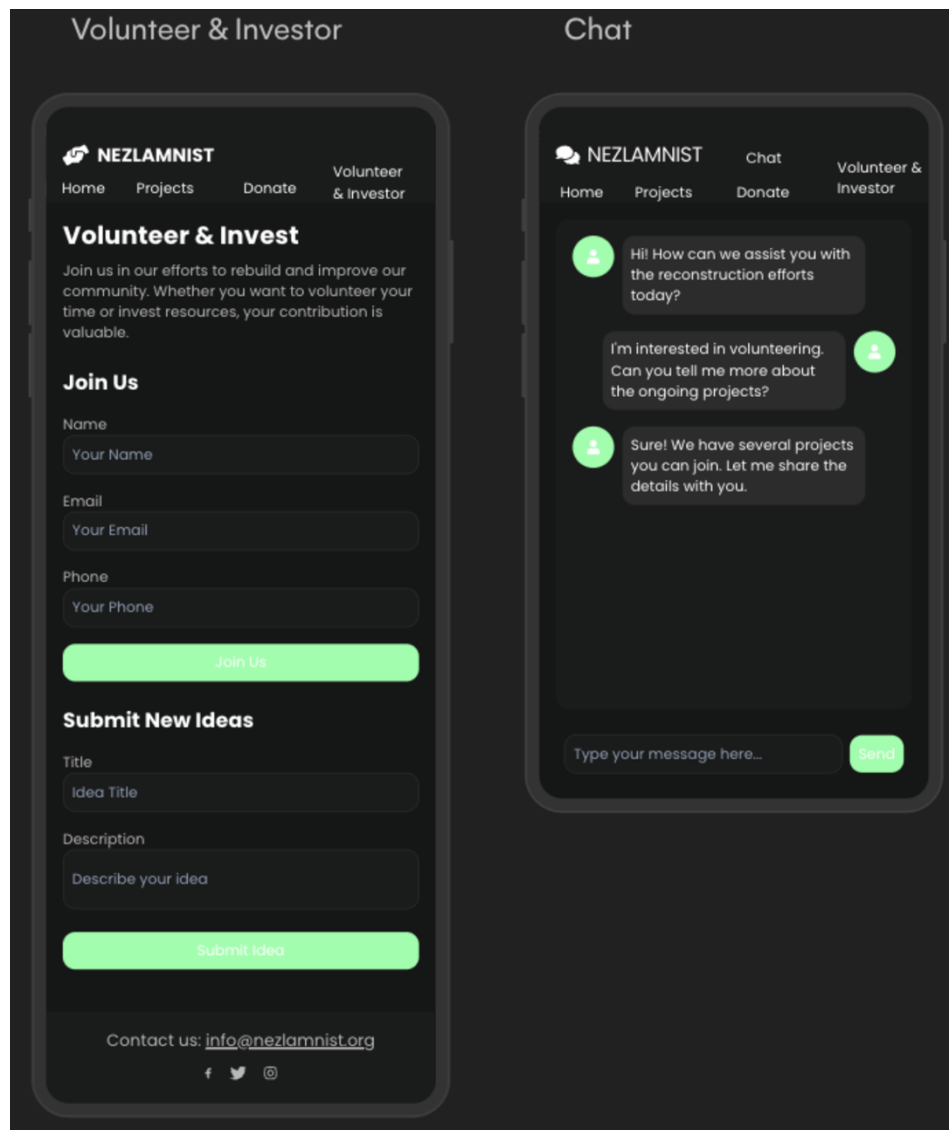 Volunteer & Investor
NEZLAMNIST
Home Projects Donate Volunteer
& Investor
Volunteer & Invest
Join us in our efforts to rebuild and improve our
community. Whether you want to volunteer your
time or invest resources, your contribution is
valuable.
Join Us
Name
Your Name
Email
Your Email
Phone
Your Phone
Join Us
Submit New Ideas
Title
Idea Title
Description
Describe your idea
Submit Idea
Contact us: info@nezlamnist.org
Chat
NEZLAMNIST
Chat
Volunteer &
Investor
Home Projects Donate
Hi! How can we assist you with
the reconstruction efforts
today?
I'm interested in volunteering.
Can you tell me more about
the ongoing projects?
Sure! We have several projects
you can join. Let me share the
details with you.
Type your message here...
Send